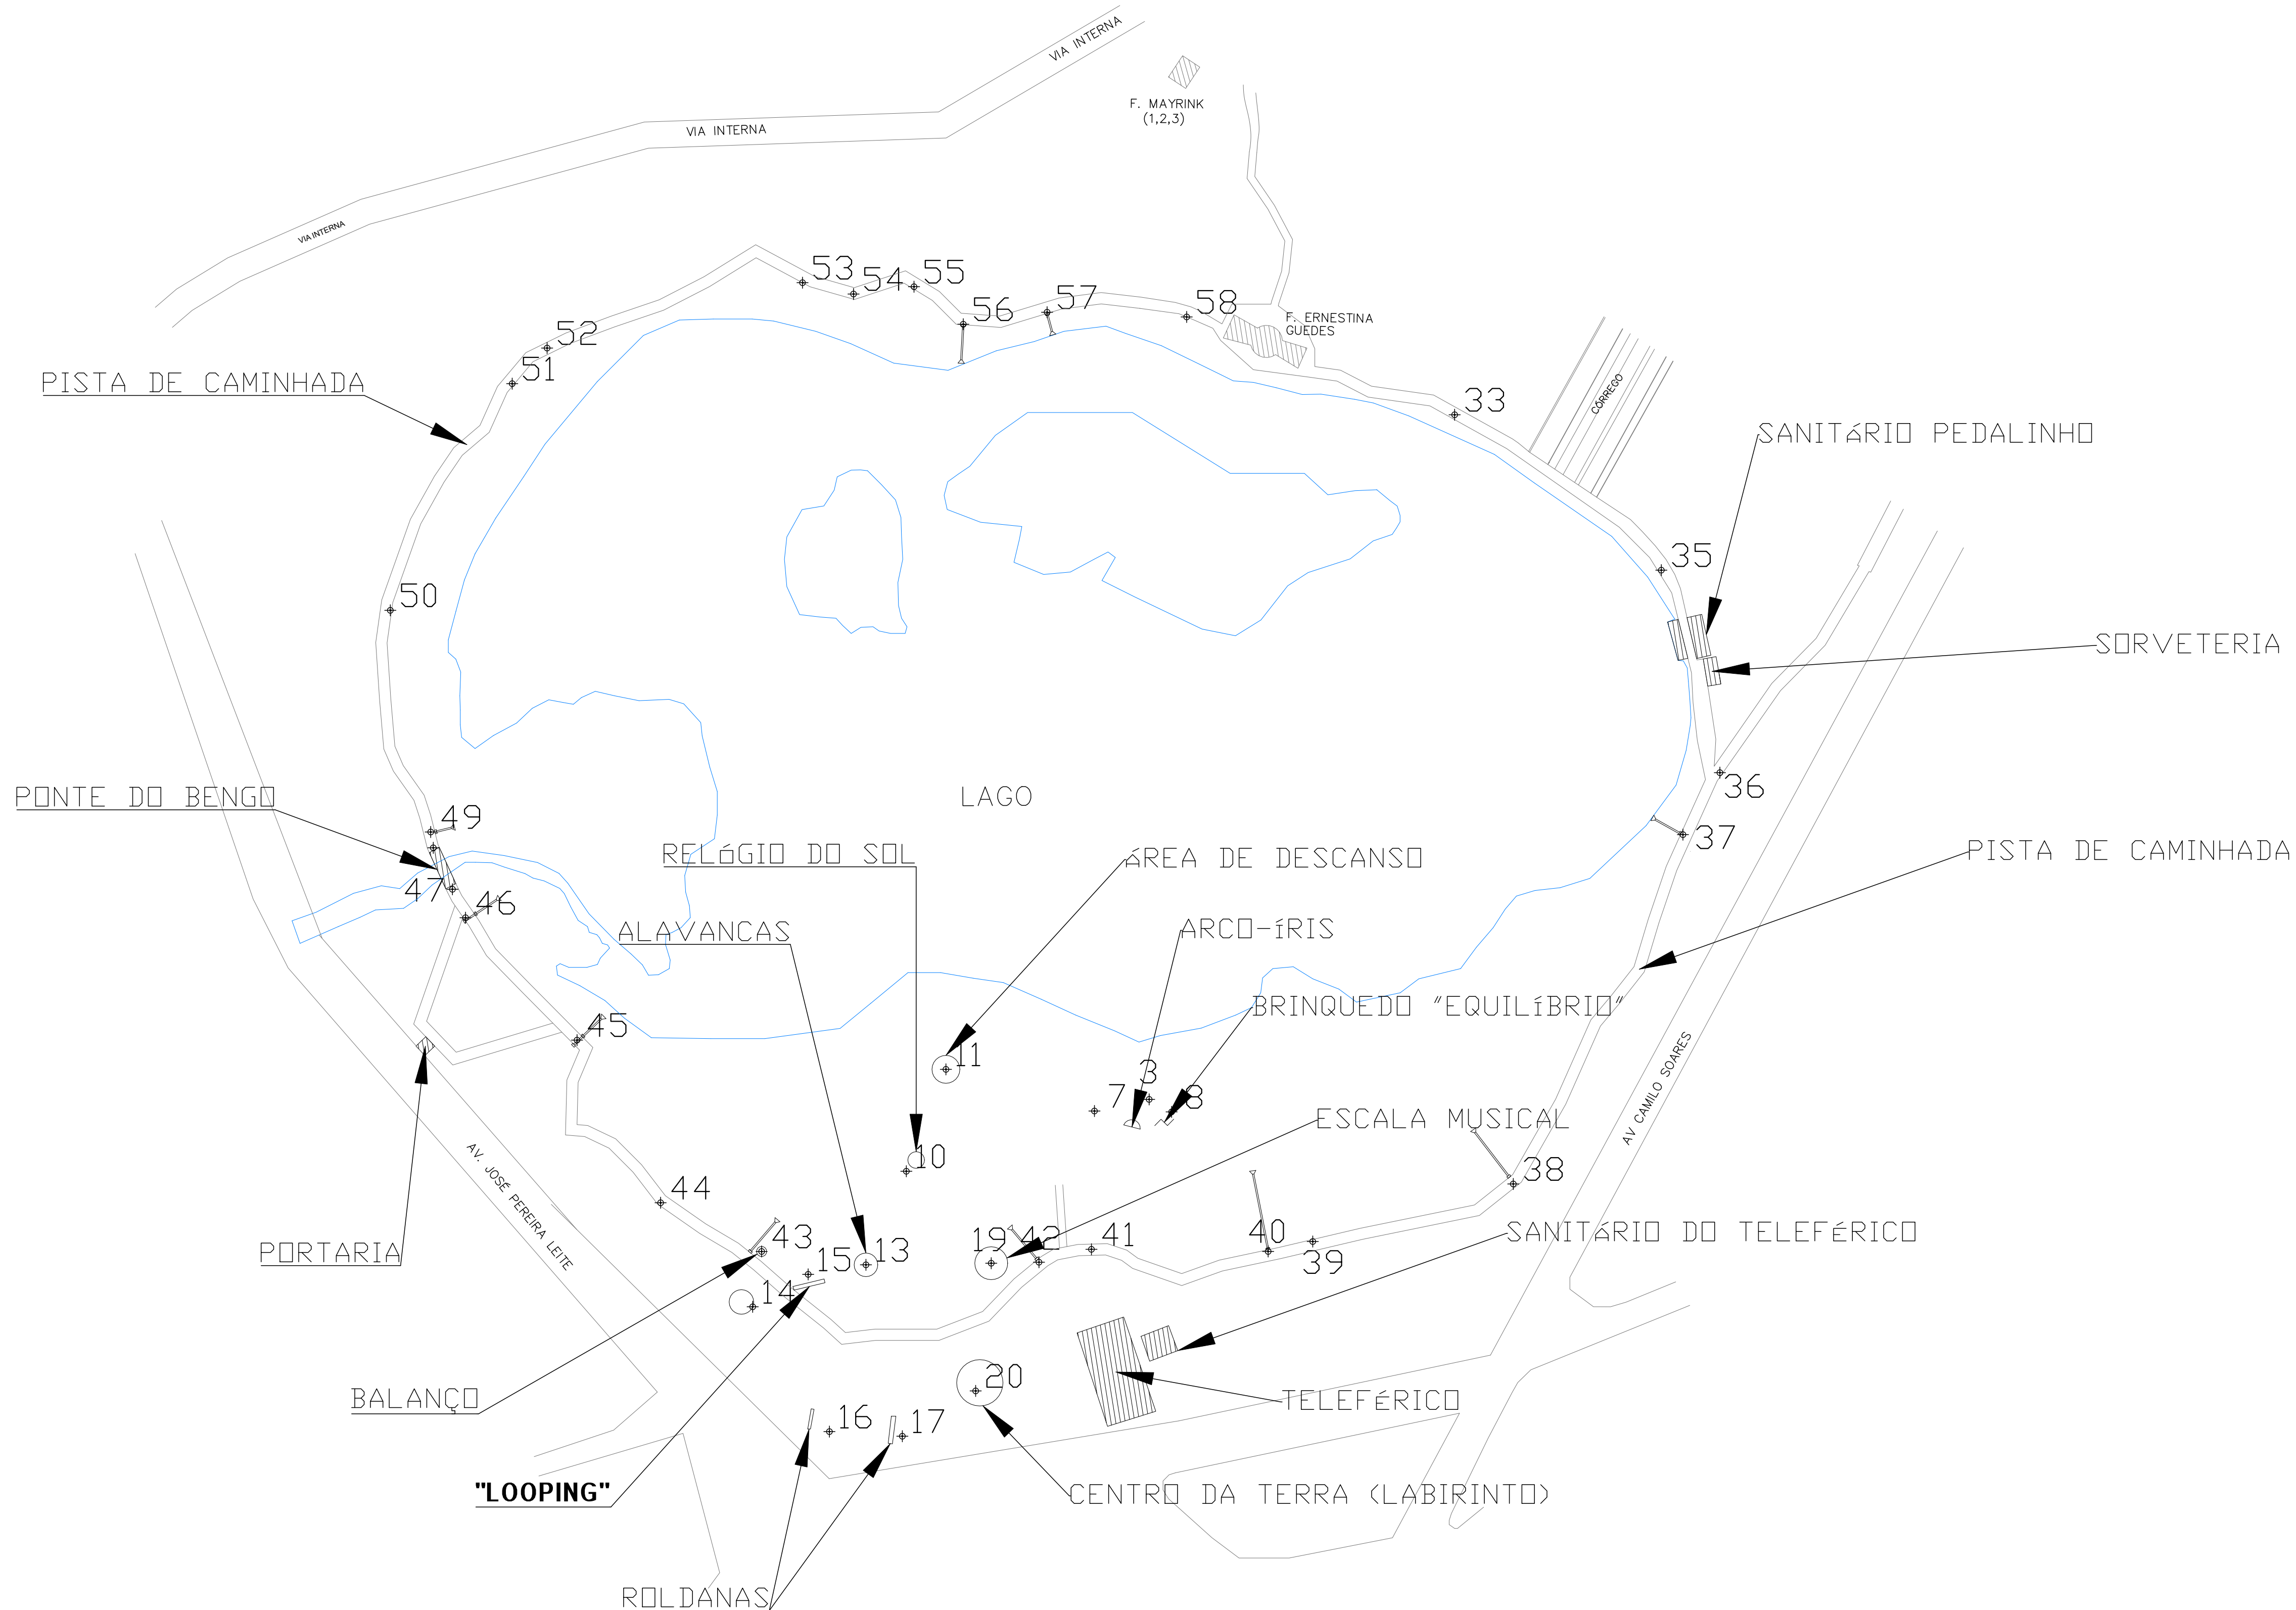 VIA INTERNA
F. MAYRINK
(1,2,3)
VIA INTERNA
VIA INTERNA
53
54
55
56
57
58
F. ERNESTINA
GUEDES
52
51
PISTA DE CAMINHADA
33
CÓRREGO
SANITáRIO PEDALINHO
35
50
SORVETERIA
36
PONTE DO BENGO
49
LAGO
37
PISTA DE CAMINHADA
RELóGIO DO SOL
áREA DE DESCANSO
47
46
ALAVANCAS
ARCO-íRIS
BRINQUEDO "EQUILíBRIO"
45
11
3
7
8
ESCALA MUSICAL
AV CAMILO SOARES
10
38
AV. JOSÉ PEREIRA LEITE
44
PORTARIA
43
15
13
19
42
41
40
39
SANITáRIO DO TELEFéRICO
14
BALANÇO
20
TELEFéRICO
16
17
"LOOPING"
CENTRO DA TERRA (LABIRINTO)
ROLDANAS